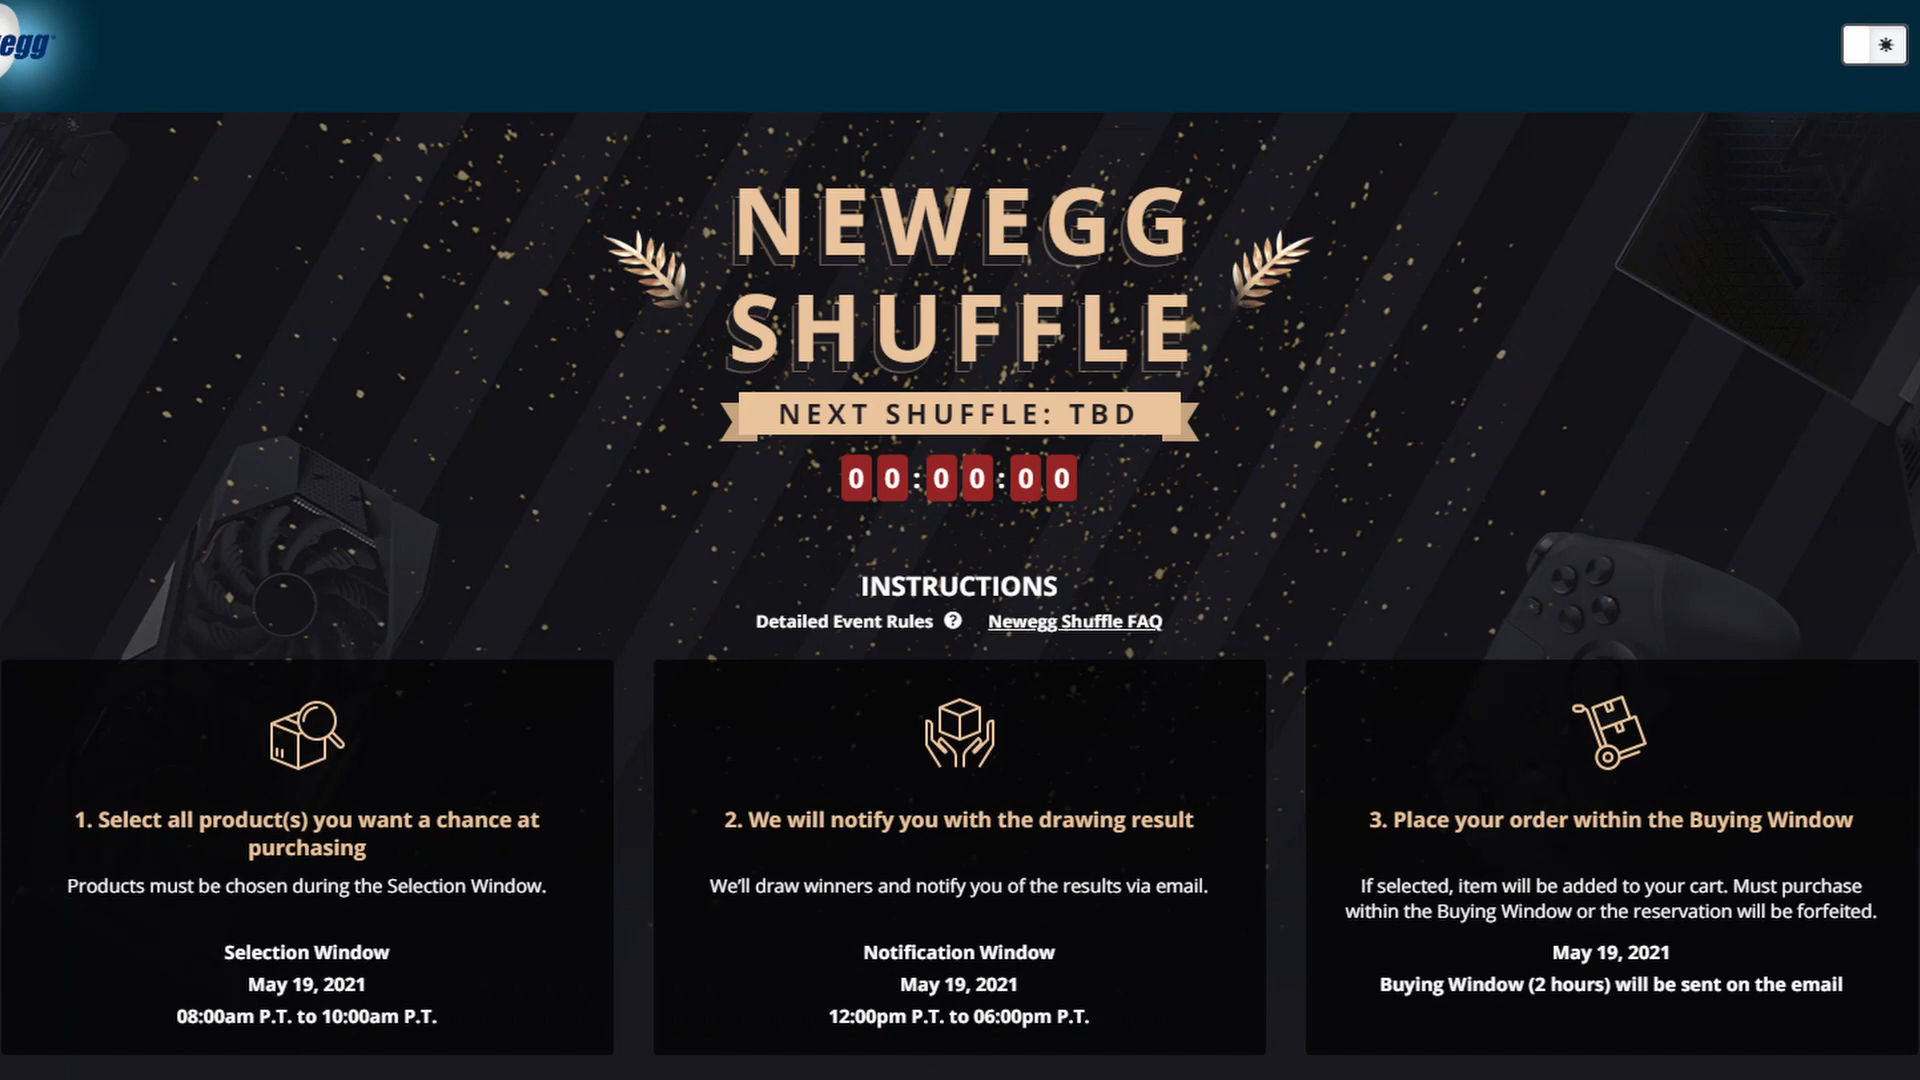 egg
NEWEGG
SHUFFLE
NEXT SHUFFLE: TBD
00:00:00
INSTRUCTIONS
Detailed Event Rules ? Newegg Shuffle FAQ
1. Select all product(s) you want a chance at
purchasing
Products must be chosen during the Selection Window.
Selection Window
May 19, 2021
08:00am P.T. to 10:00am P.T.
2. We will notify you with the drawing result
We'll draw winners and notify you of the results via email.
Notification Window
May 19, 2021
12:00pm P.T. to 06:00pm P.T.
3. Place your order within the Buying Window
If selected, item will be added to your cart. Must purchase
within the Buying Window or the reservation will be forfeited.
May 19, 2021
Buying Window (2 hours) will be sent on the email